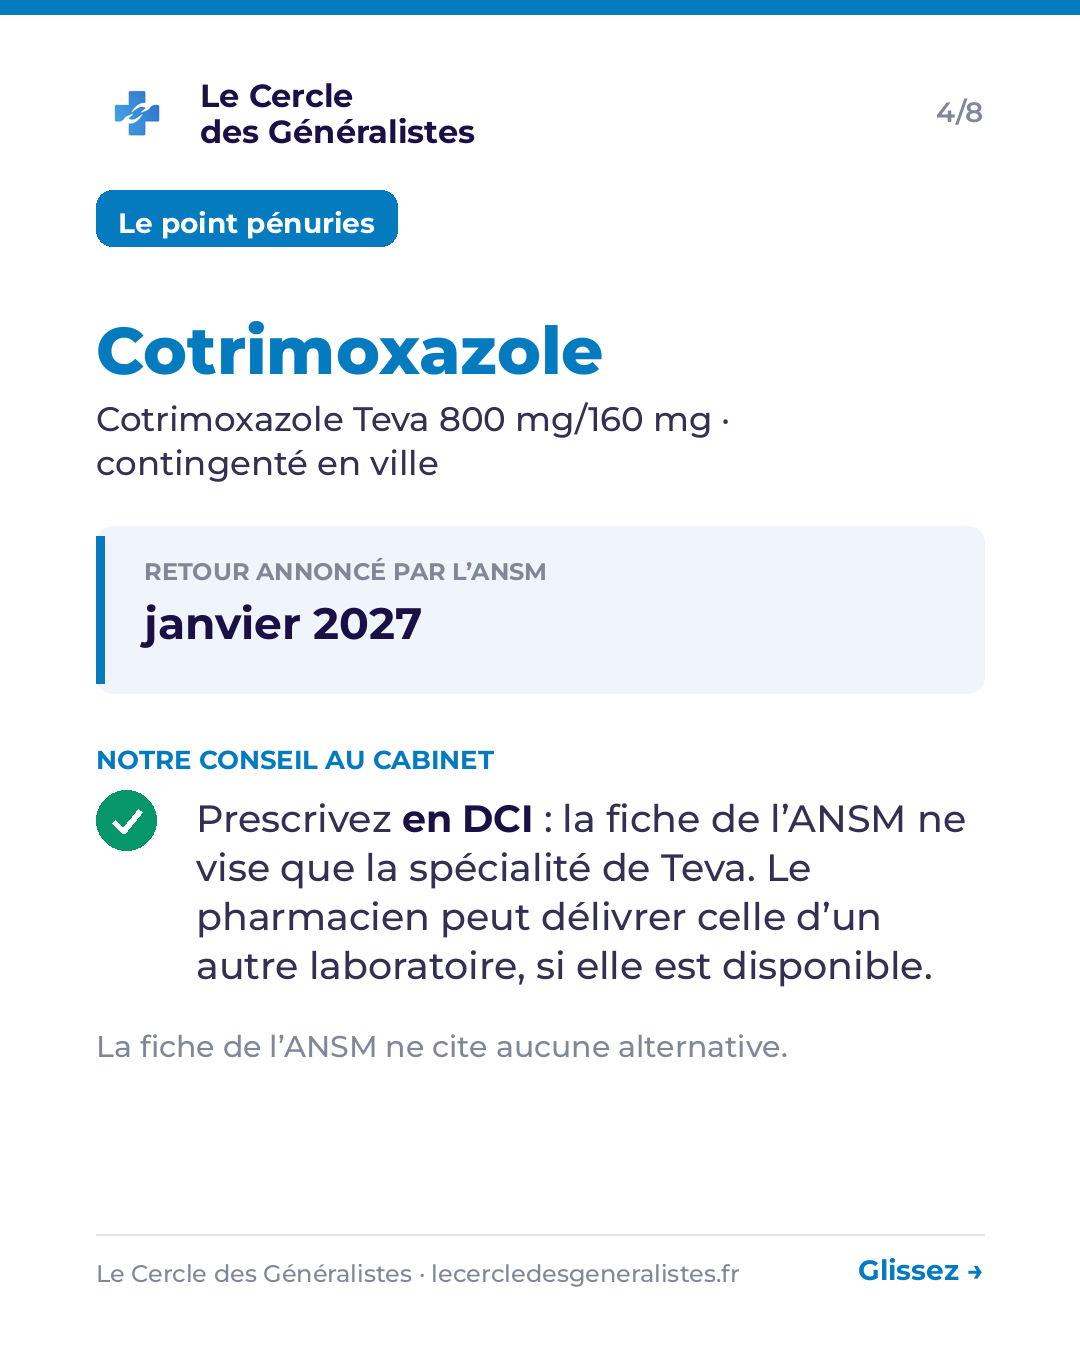 Le Cercle
des Généralistes
4/8
Le point pénuries
Cotrimoxazole
Cotrimoxazole Teva 800 mg/160 mg ·
contingenté en ville
RETOUR ANNONCÉ PAR L’ANSM
janvier 2027
NOTRE CONSEIL AU CABINET
Prescrivez en DCI : la fiche de l’ANSM ne
vise que la spécialité de Teva. Le
pharmacien peut délivrer celle d’un
autre laboratoire, si elle est disponible.
La fiche de l’ANSM ne cite aucune alternative.
Le Cercle des Généralistes · lecercledesgeneralistes.fr
Glissez →